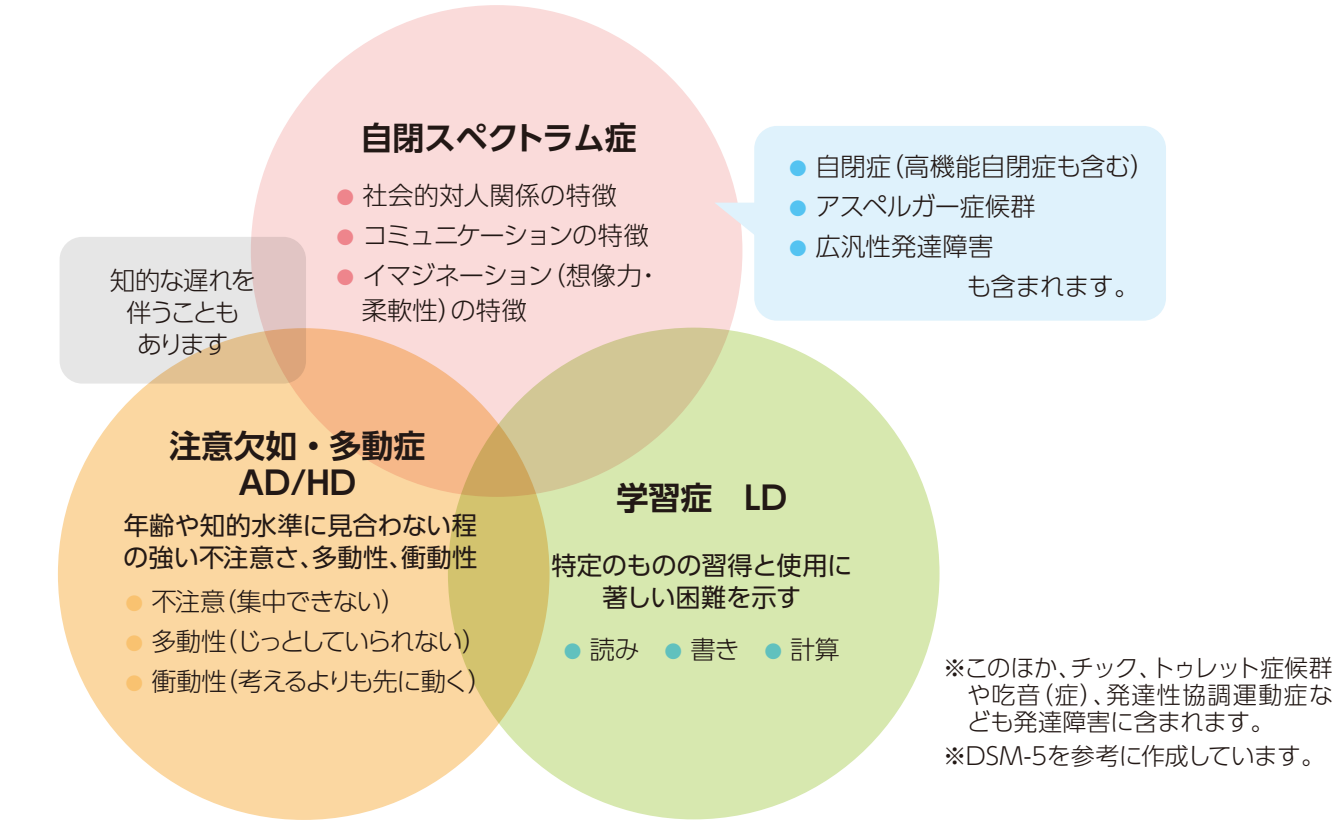 自閉スペクトラム症
● 社会的対人関係の特徴
● コミュニケーションの特徴
● イマジネーション(想像力・
柔軟性)の特徴
● 自閉症(高機能自閉症も含む)
● アスペルガー症候群
● 広汎性発達障害
も含まれます。
知的な遅れを
伴うことも
あります
注意欠如・多動症
AD/HD
年齢や知的水準に見合わない程
の強い不注意さ、多動性、衝動性
● 不注意(集中できない)
● 多動性(じっとしていられない)
● 衝動性(考えるよりも先に動く)
学習症 LD
特定のものの習得と使用に
著しい困難を示す
● 読み ● 書き ● 計算
※このほか、チック、トゥレット症候群
や吃音(症)、発達性協調運動症な
ども発達障害に含まれます。
※DSM-5を参考に作成しています。